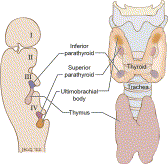 I
II
Inferior
parathyroid
III
Superior
parathyroid
Thyroid
Ultimobranchial
body
Trachea
IV
Thymus